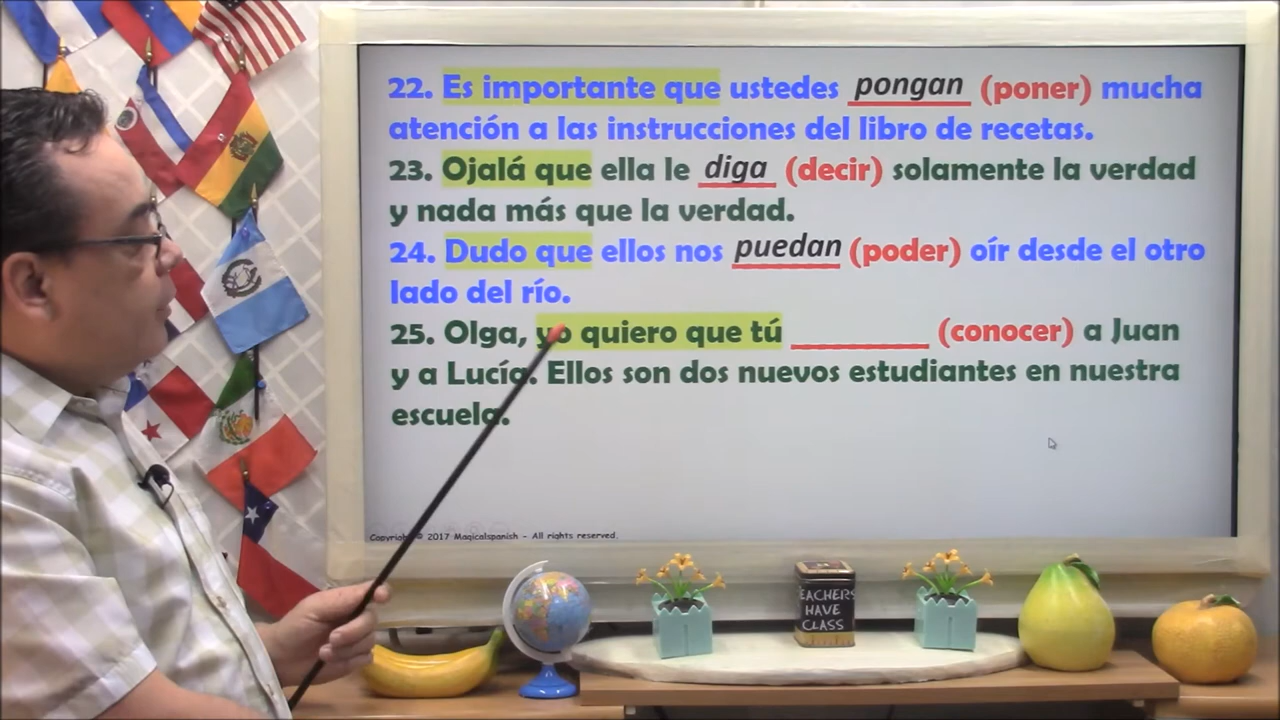 22. Es importante que ustedes pongan (poner) mucha
atención a las instrucciones del libro de recetas.
23. Ojalá que ella le diga (decir) solamente la verdad
y nada más que la verdad.
24. Dudo que ellos nos puedan (poder) oír desde el otro
lado del río.
25. Olga, yo quiero que tú ________ (conocer) a Juan
y a Lucía. Ellos son dos nuevos estudiantes en nuestra
escuela.
Copyright © 2017 Magicalspanish - All rights reserved.
TEACHERS
HAVE
CLASS